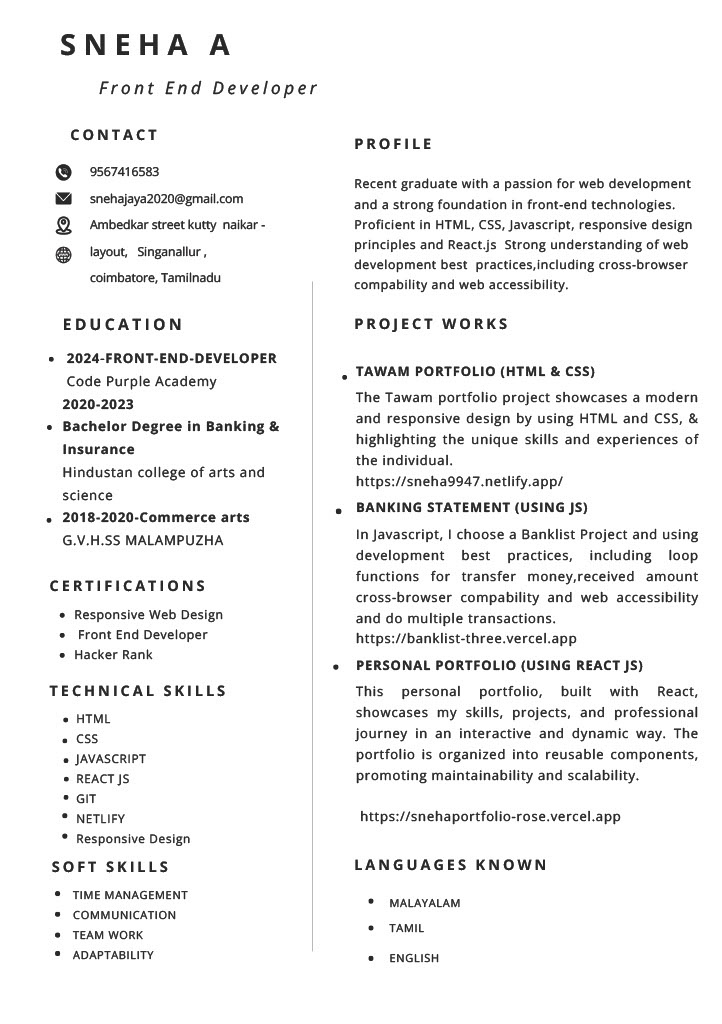 SNEHA A
Front End Developer
CONTACT
9567416583
snehajaya2020@gmail.com
Ambedkar street kutty naikar -
layout, Singanallur ,
coimbatore, Tamilnadu
EDUCATION
• 2024-FRONT-END-DEVELOPER
Code Purple Academy
2020-2023
• Bachelor Degree in Banking &
Insurance
Hindustan college of arts and
science
• 2018-2020-Commerce arts
G.V.H.SS MALAMPUZHA
CERTIFICATIONS
• Responsive Web Design
• Front End Developer
• Hacker Rank
TECHNICAL SKILLS
• HTML
• CSS
• JAVASCRIPT
• REACT JS
• GIT
• NETLIFY
• Responsive Design
SOFT SKILLS
• TIME MANAGEMENT
• COMMUNICATION
• TEAM WORK
• ADAPTABILITY
PROFILE
Recent graduate with a passion for web development
and a strong foundation in front-end technologies.
Proficient in HTML, CSS, Javascript, responsive design
principles and React.js Strong understanding of web
development best practices,including cross-browser
compability and web accessibility.
PROJECT WORKS
• TAWAM PORTFOLIO (HTML & CSS)
The Tawam portfolio project showcases a modern
and responsive design by using HTML and CSS, &
highlighting the unique skills and experiences of
the individual.
https://sneha9947.netlify.app/
• BANKING STATEMENT (USING JS)
In Javascript, I choose a Banklist Project and using
development best practices, including loop
functions for transfer money,received amount
cross-browser compability and web accessibility
and do multiple transactions.
https://banklist-three.vercel.app
• PERSONAL PORTFOLIO (USING REACT JS)
This personal portfolio, built with React,
showcases my skills, projects, and professional
journey in an interactive and dynamic way. The
portfolio is organized into reusable components,
promoting maintainability and scalability.
https://snehaportfolio-rose.vercel.app
LANGUAGES KNOWN
• MALAYALAM
• TAMIL
• ENGLISH